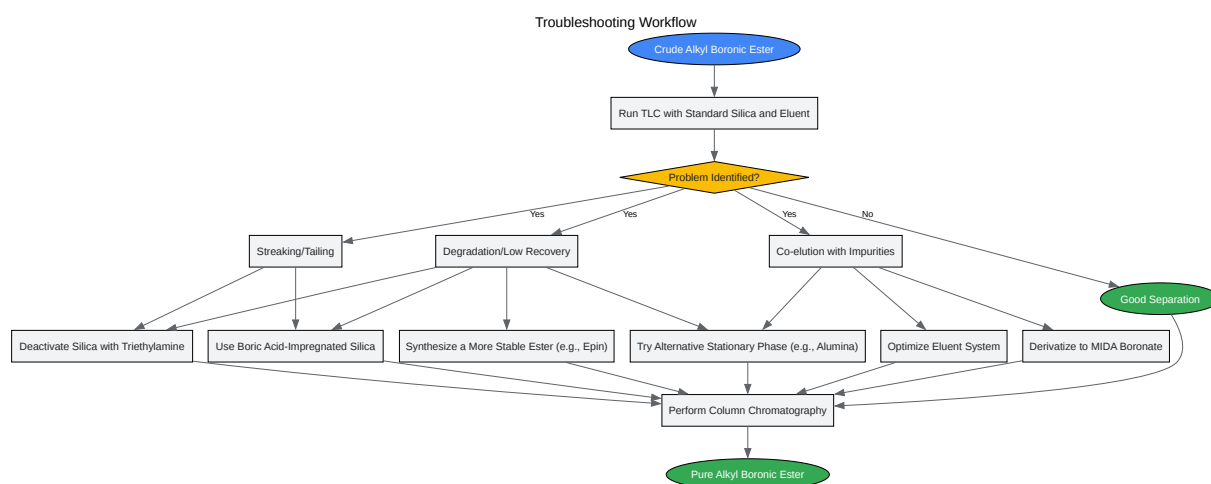 Troubleshooting Workflow
Crude Alkyl Boronic Ester
Run TLC with Standard Silica and Eluent
Problem Identified?
Yes
Yes
Yes
No
Streaking/Tailing
Degradation/Low Recovery
Co-elution with Impurities
Good Separation
Deactivate Silica with Triethylamine
Use Boric Acid-Impregnated Silica
Synthesize a More Stable Ester (e.g., Epin)
Try Alternative Stationary Phase (e.g., Alumina)
Optimize Eluent System
Derivatize to MIDA Boronate
Perform Column Chromatography
Pure Alkyl Boronic Ester